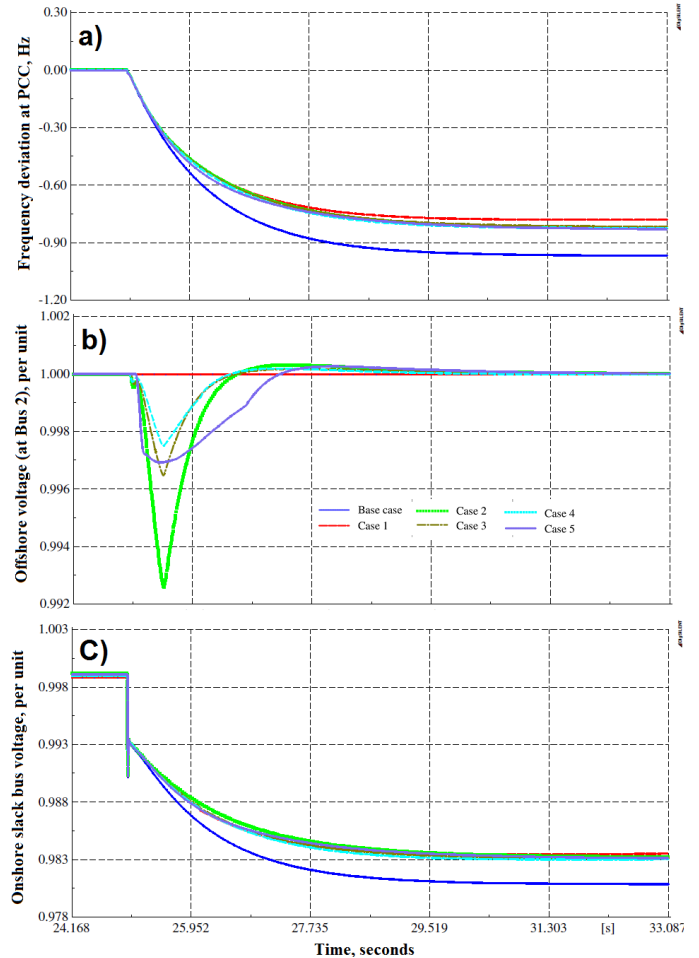 a)
Frequency deviation at PCC, Hz
0.30
0.00
-0.30
-0.60
-0.90
-1.20
b)
Offshore voltage (at Bus 2), per unit
1.002
1.000
0.998
0.996
0.994
0.992
Base case Case 2 Case 4
Case 1 Case 3 Case 5
C)
Onshore slack bus voltage, per unit
1.003
0.998
0.993
0.988
0.983
0.978
24.168 25.952 27.735 29.519 31.303 [s] 33.087
Time, seconds